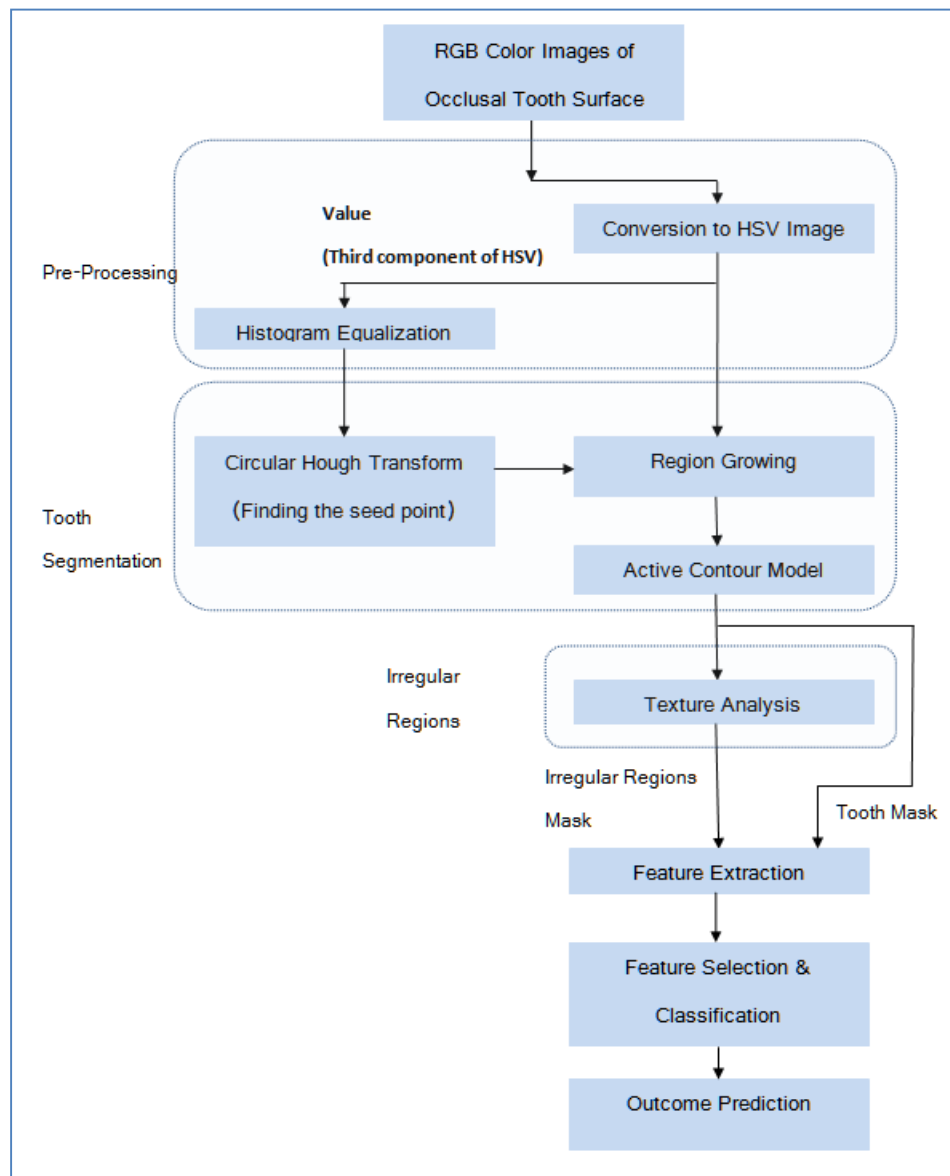 RGB Color Images of
Occlusal Tooth Surface
Value
(Third component of HSV)
Conversion to HSV Image
Pre-Processing
Histogram Equalization
Circular Hough Transform
(Finding the seed point)
Region Growing
Tooth
Segmentation
Active Contour Model
Irregular
Regions
Texture Analysis
Irregular Regions
Mask
Tooth Mask
Feature Extraction
Feature Selection &
Classification
Outcome Prediction